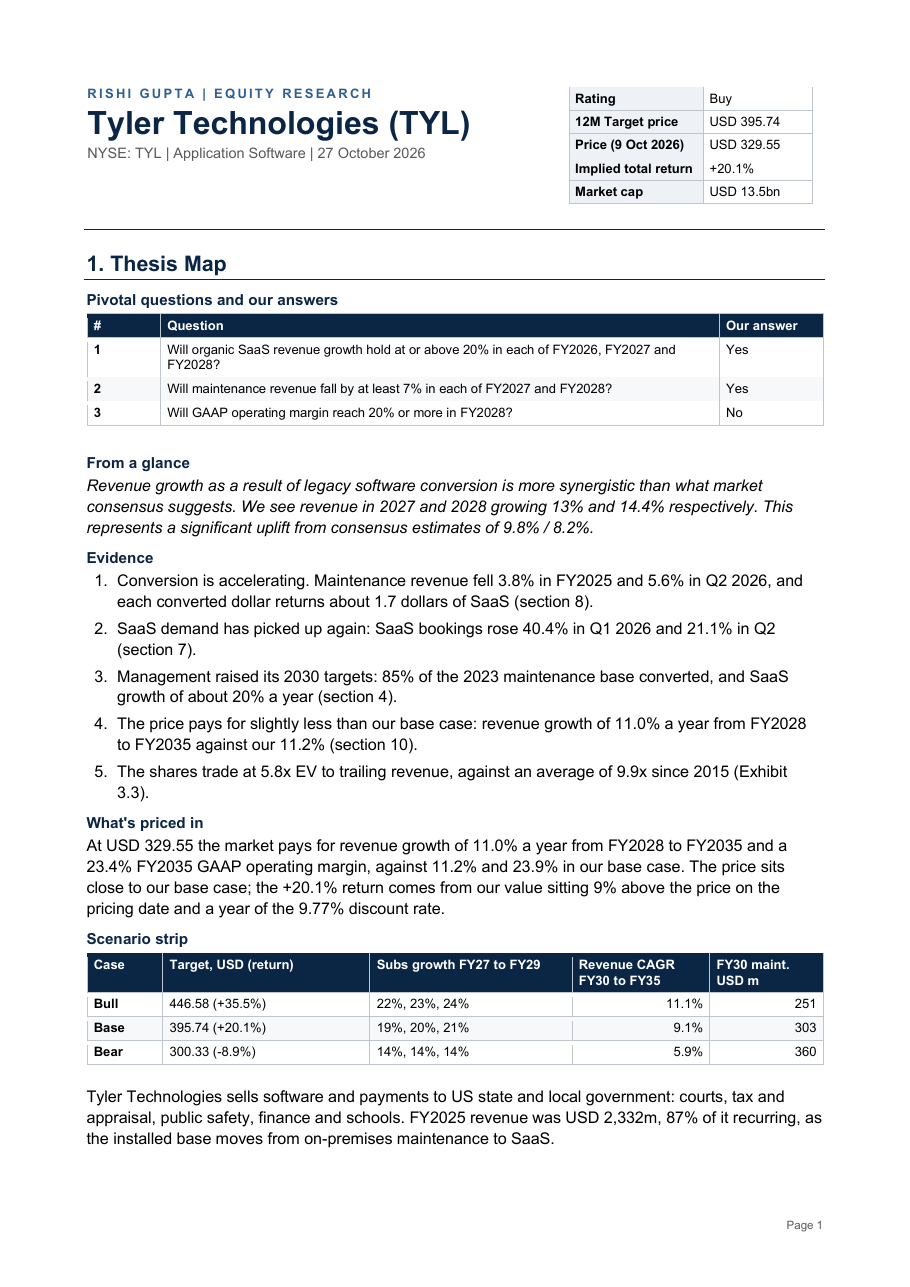 RISHI GUPTA | EQUITY RESEARCH
Tyler Technologies (TYL)
NYSE: TYL | Application Software | 27 October 2026
Rating Buy
12M Target price USD 395.74
Price (9 Oct 2026) USD 329.55
Implied total return +20.1%
Market cap USD 13.5bn
1. Thesis Map
Pivotal questions and our answers
# Question Our answer
1 Will organic SaaS revenue growth hold at or above 20% in each of FY2026, FY2027 and Yes
FY2028?
2 Will maintenance revenue fall by at least 7% in each of FY2027 and FY2028? Yes
3 Will GAAP operating margin reach 20% or more in FY2028? No
From a glance
Revenue growth as a result of legacy software conversion is more synergistic than what market
consensus suggests. We see revenue in 2027 and 2028 growing 13% and 14.4% respectively. This
represents a significant uplift from consensus estimates of 9.8% / 8.2%.
Evidence
1. Conversion is accelerating. Maintenance revenue fell 3.8% in FY2025 and 5.6% in Q2 2026, and
each converted dollar returns about 1.7 dollars of SaaS (section 8).
2. SaaS demand has picked up again: SaaS bookings rose 40.4% in Q1 2026 and 21.1% in Q2
(section 7).
3. Management raised its 2030 targets: 85% of the 2023 maintenance base converted, and SaaS
growth of about 20% a year (section 4).
4. The price pays for slightly less than our base case: revenue growth of 11.0% a year from FY2028
to FY2035 against our 11.2% (section 10).
5. The shares trade at 5.8x EV to trailing revenue, against an average of 9.9x since 2015 (Exhibit
3.3).
What's priced in
At USD 329.55 the market pays for revenue growth of 11.0% a year from FY2028 to FY2035 and a
23.4% FY2035 GAAP operating margin, against 11.2% and 23.9% in our base case. The price sits
close to our base case; the +20.1% return comes from our value sitting 9% above the price on the
pricing date and a year of the 9.77% discount rate.
Scenario strip
Case Target, USD (return) Subs growth FY27 to FY29 Revenue CAGR FY30 maint.
FY30 to FY35 USD m
Bull 446.58 (+35.5%) 22%, 23%, 24% 11.1% 251
Base 395.74 (+20.1%) 19%, 20%, 21% 9.1% 303
Bear 300.33 (-8.9%) 14%, 14%, 14% 5.9% 360
Tyler Technologies sells software and payments to US state and local government: courts, tax and
appraisal, public safety, finance and schools. FY2025 revenue was USD 2,332m, 87% of it recurring, as
the installed base moves from on-premises maintenance to SaaS.
Page 1